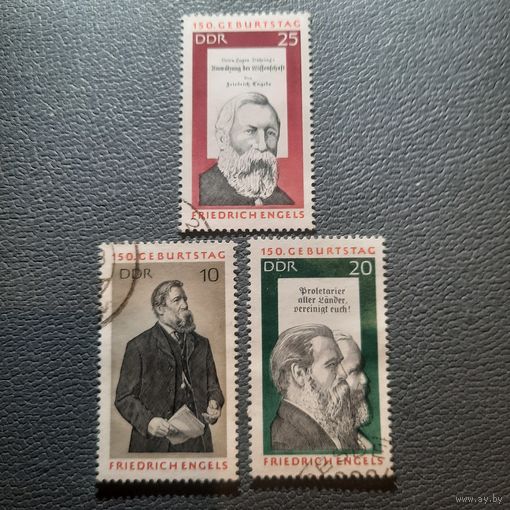 150. GEBURTSTAG
DDR 25
Herrn Eugen Dühring's
Umwälzung der Wissenschaft
Von
Friedrich Engels
FRIEDRICH ENGELS
150. GEBURTSTAG
DDR 10
FRIEDRICH ENGELS
150. GEBURTSTAG
DDR 20
Proletarier
aller Länder,
vereinigt euch!
FRIEDRICH ENGELS
ay.by